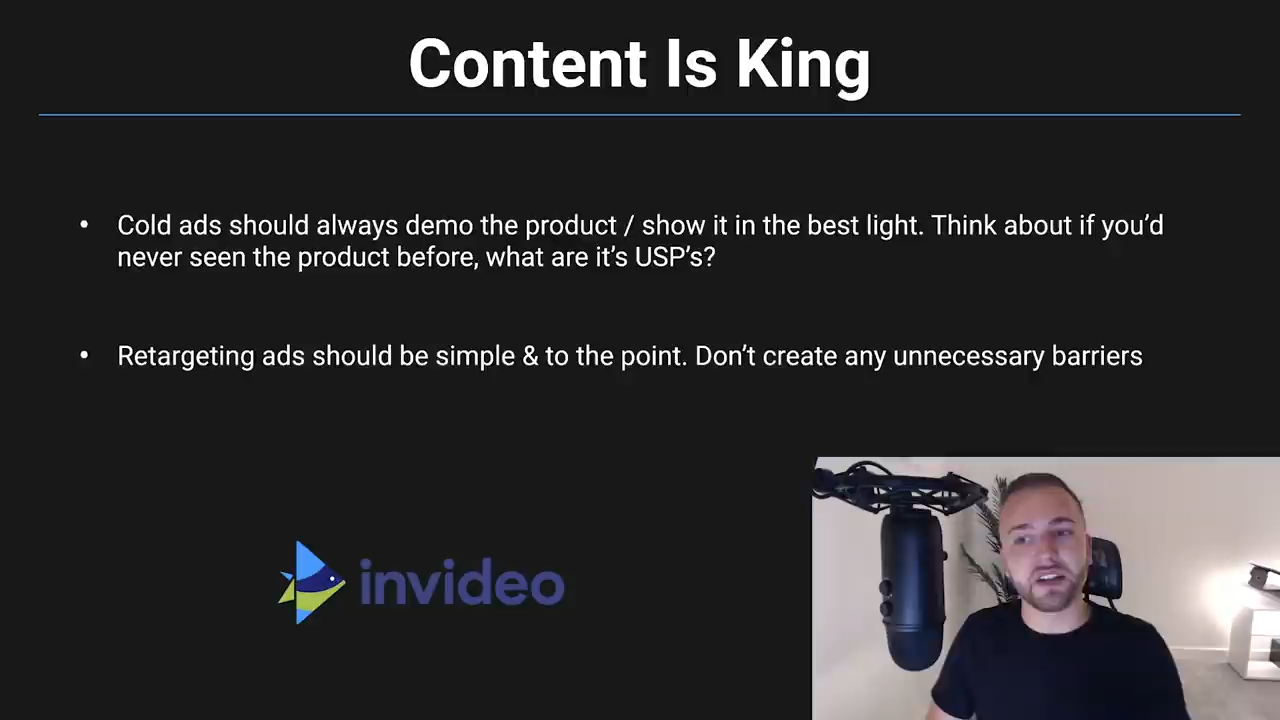 Content Is King
• Cold ads should always demo the product / show it in the best light. Think about if you’d
never seen the product before, what are it’s USP’s?
• Retargeting ads should be simple & to the point. Don’t create any unnecessary barriers
invideo